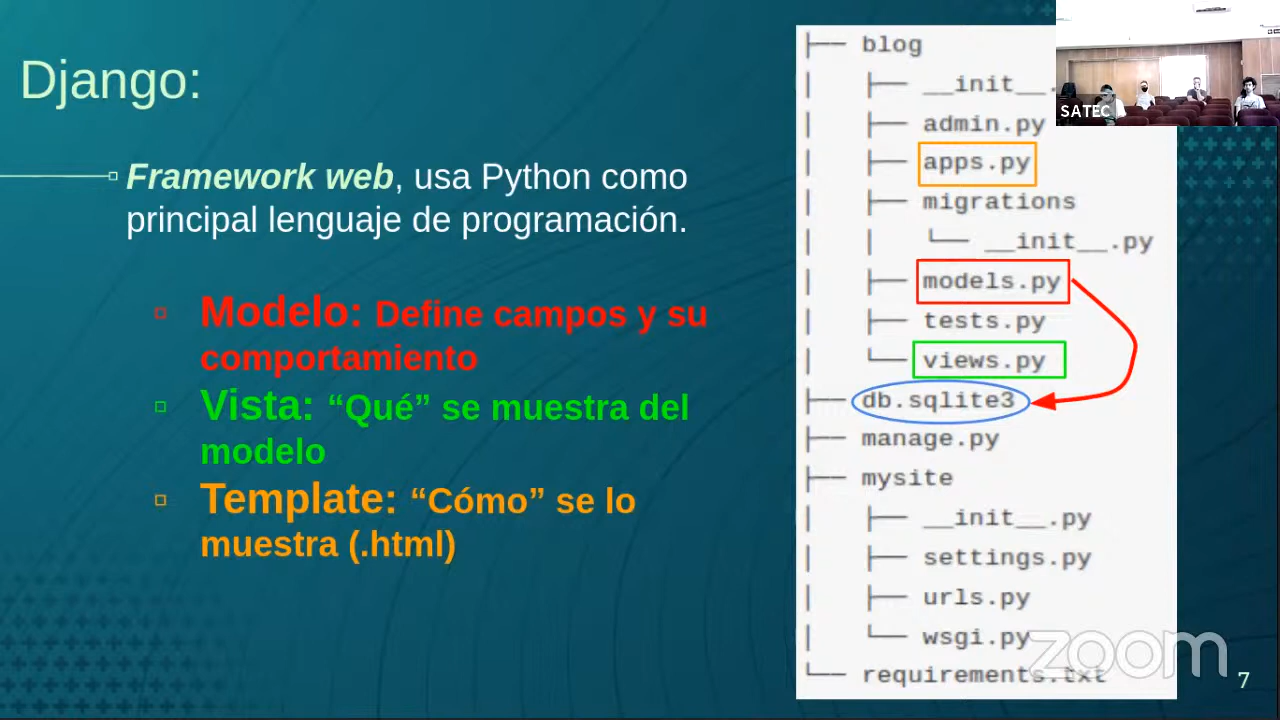 Django:
Framework web, usa Python como
principal lenguaje de programación.
Modelo: Define campos y su
comportamiento
Vista: “Qué” se muestra del
modelo
Template: “Cómo” se lo
muestra (.html)
├── blog
│   ├── __init__.
│   ├── admin.py
│   ├── apps.py
│   ├── migrations
│   │   └── __init__.py
│   ├── models.py
│   ├── tests.py
│   └── views.py
├── db.sqlite3
├── manage.py
├── mysite
│   ├── __init__.py
│   ├── settings.py
│   ├── urls.py
│   └── wsgi.py
└── requirements.txt
SATEC
zoom
7